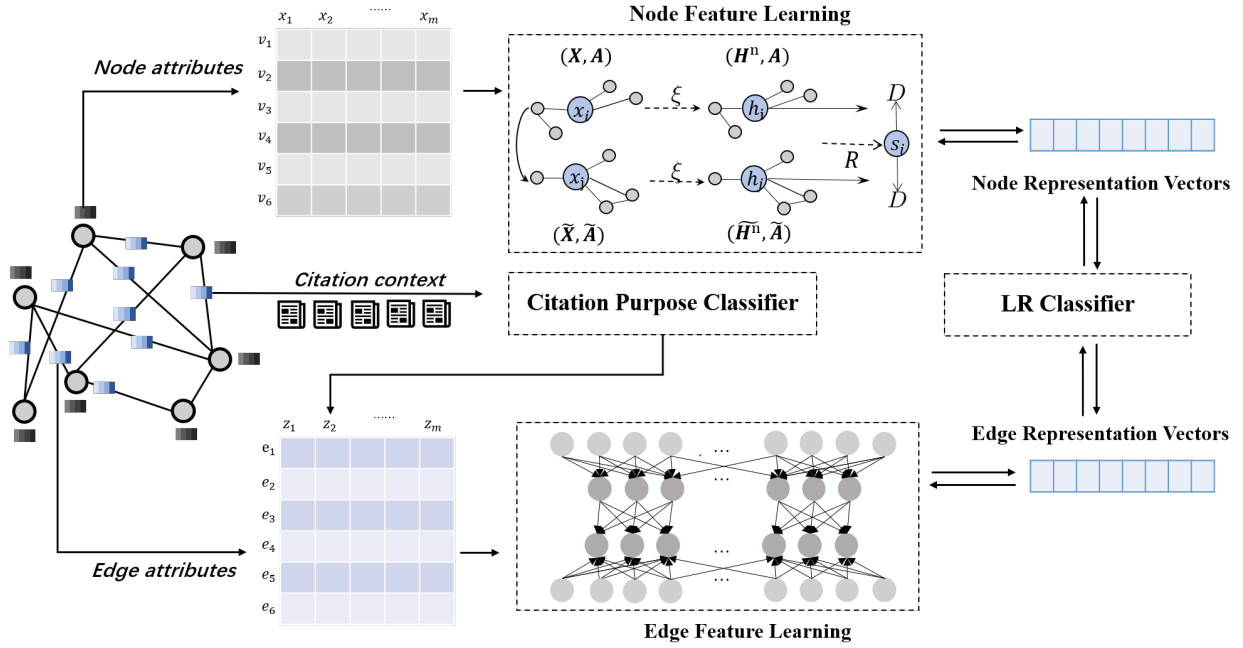 Node Feature Learning
x₁ x₂ ...... xₘ
v₁
v₂
v₃
v₄
v₅
v₆
Node attributes
(X, A)
(Hⁿ, A)
xᵢ
ξ
hᵢ
D
sᵢ
R
xⱼ
ξ
hⱼ
D
(X̃, Ã)
(H̃ⁿ, Ã)
Node Representation Vectors
Citation context
Citation Purpose Classifier
LR Classifier
z₁ z₂ ...... zₘ
e₁
e₂
e₃
e₄
e₅
e₆
Edge attributes
...
...
...
...
Edge Feature Learning
Edge Representation Vectors